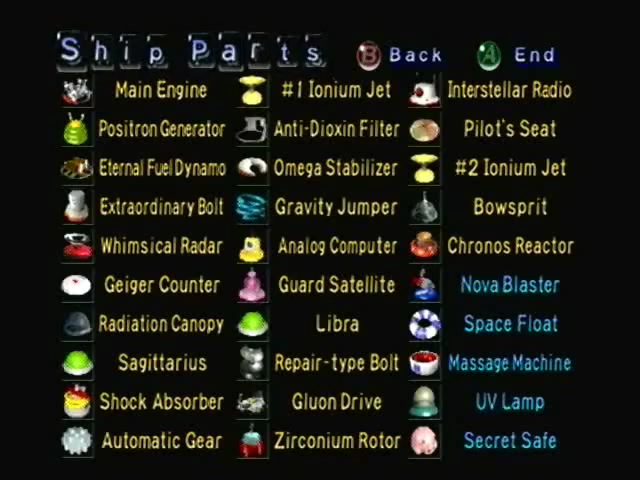 Ship Parts B Back A End
Main Engine #1 Ionium Jet Interstellar Radio
Positron Generator Anti-Dioxin Filter Pilot's Seat
Eternal Fuel Dynamo Omega Stabilizer #2 Ionium Jet
Extraordinary Bolt Gravity Jumper Bowsprit
Whimsical Radar Analog Computer Chronos Reactor
Geiger Counter Guard Satellite Nova Blaster
Radiation Canopy Libra Space Float
Sagittarius Repair-type Bolt Massage Machine
Shock Absorber Gluon Drive UV Lamp
Automatic Gear Zirconium Rotor Secret Safe